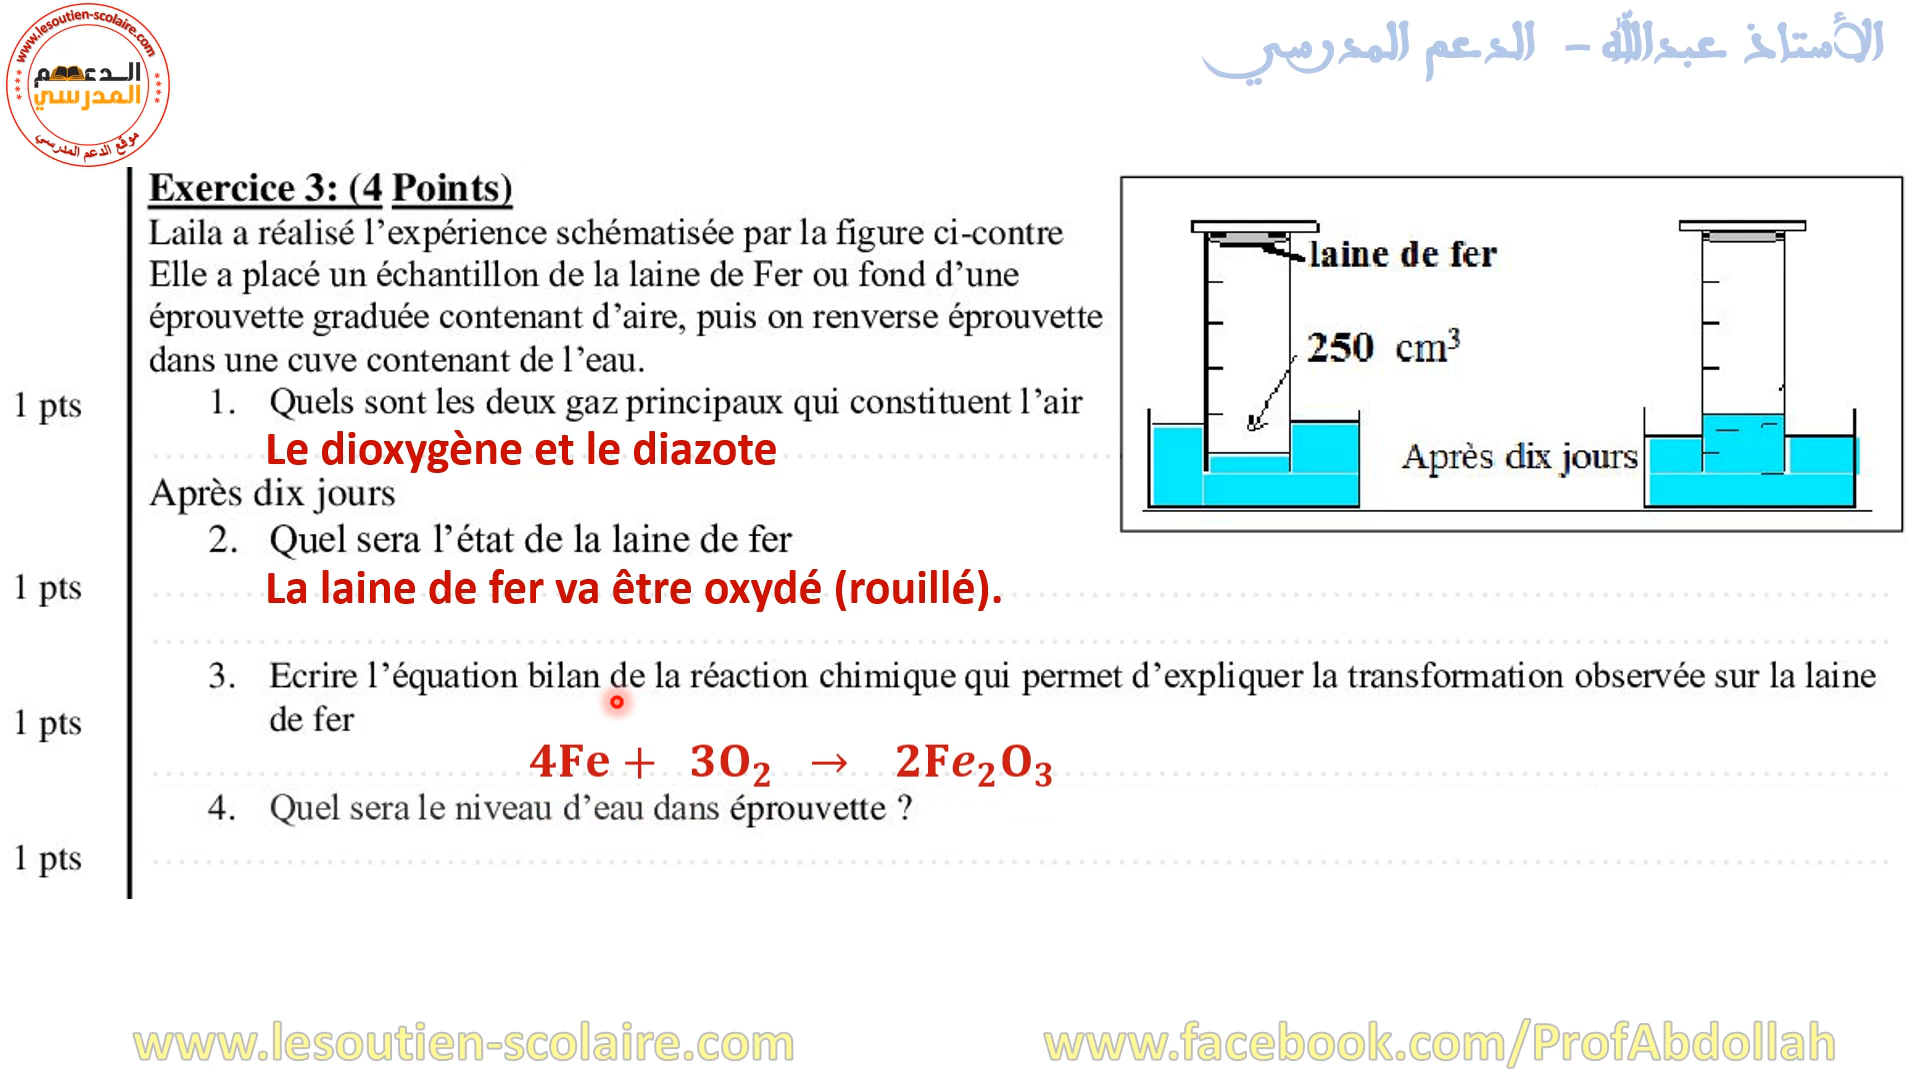 www.lesoutien-scolaire.com
الدعم
المدرسي
موقع الدعم المدرسي
الأستاذ عبدالله – الدعم المدرسي
Exercice 3: (4 Points)
Laila a réalisé l’expérience schématisée par la figure ci-contre
Elle a placé un échantillon de la laine de Fer ou fond d’une
éprouvette graduée contenant d’aire, puis on renverse éprouvette
dans une cuve contenant de l’eau.
1 pts 1. Quels sont les deux gaz principaux qui constituent l’air
Le dioxygène et le diazote
Après dix jours
2. Quel sera l’état de la laine de fer
1 pts La laine de fer va être oxydé (rouillé).
3. Ecrire l’équation bilan de la réaction chimique qui permet d’expliquer la transformation observée sur la laine
1 pts de fer
4Fe + 3O₂ → 2Fe₂O₃
4. Quel sera le niveau d’eau dans éprouvette ?
1 pts
laine de fer
250 cm³
Après dix jours
www.lesoutien-scolaire.com
www.facebook.com/ProfAbdollah